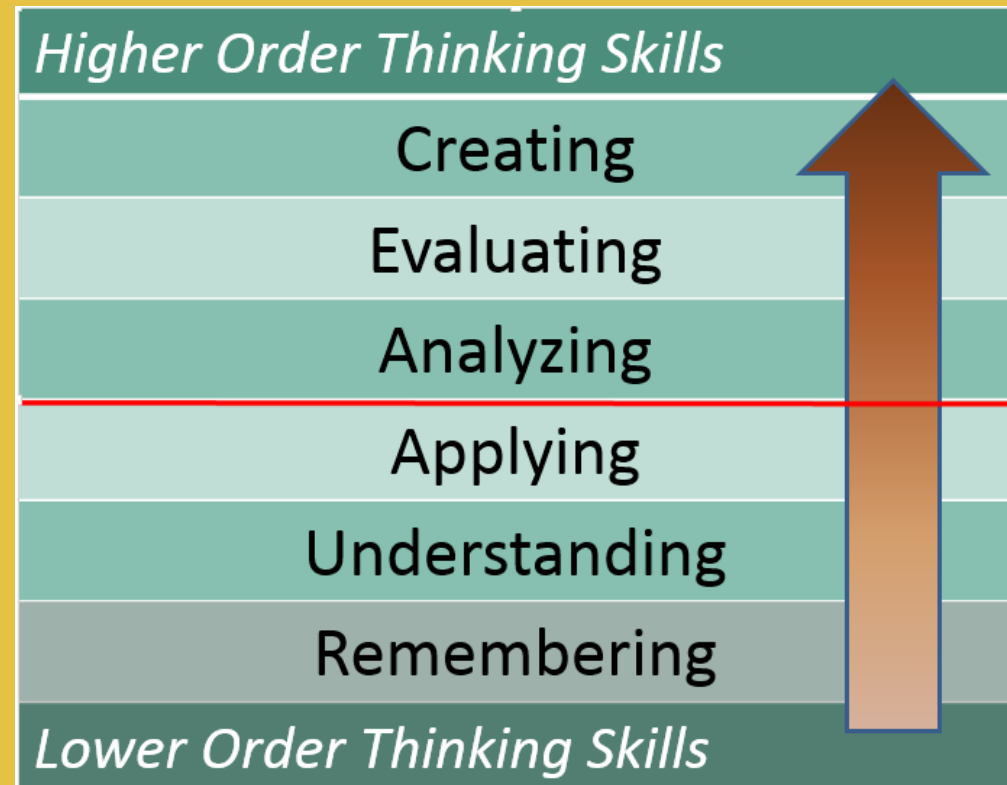 Higher Order Thinking Skills
Creating
Evaluating
Analyzing
Applying
Understanding
Remembering
Lower Order Thinking Skills